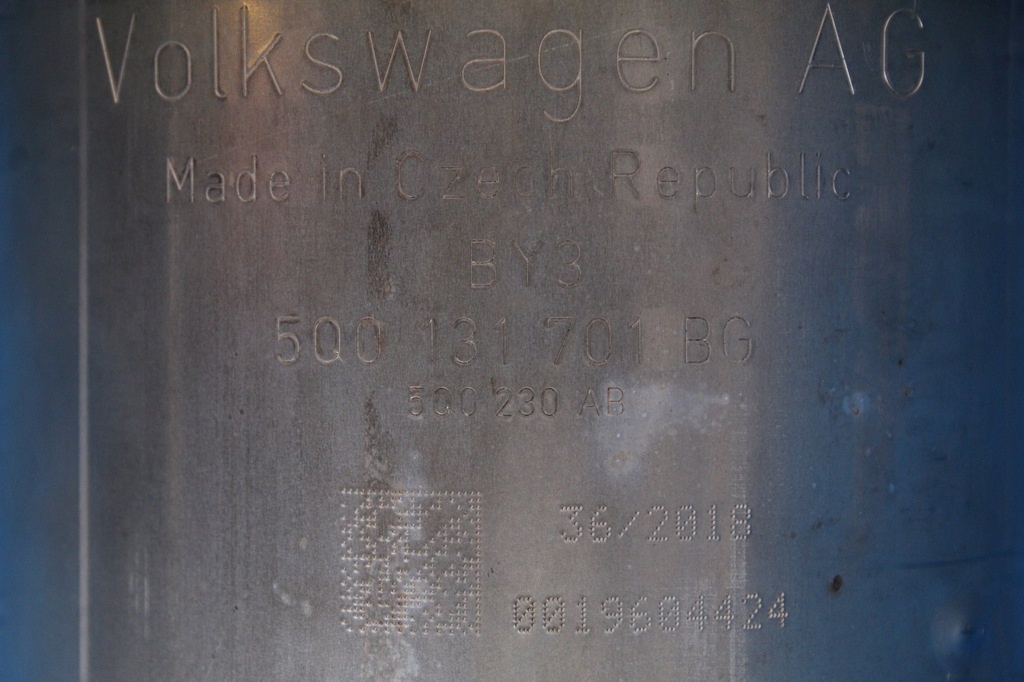 Volkswagen AG
Made in Czech Republic
BY3
5Q0 131 701 BG
5Q0 230 AB
36/2018
0019604424